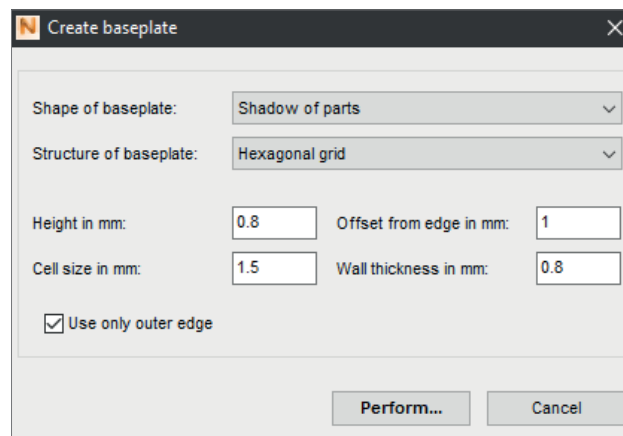 Create baseplate
Shape of baseplate: Shadow of parts
Structure of baseplate: Hexagonal grid
Height in mm: 0.8 Offset from edge in mm: 1
Cell size in mm: 1.5 Wall thickness in mm: 0.8
Use only outer edge
Perform... Cancel